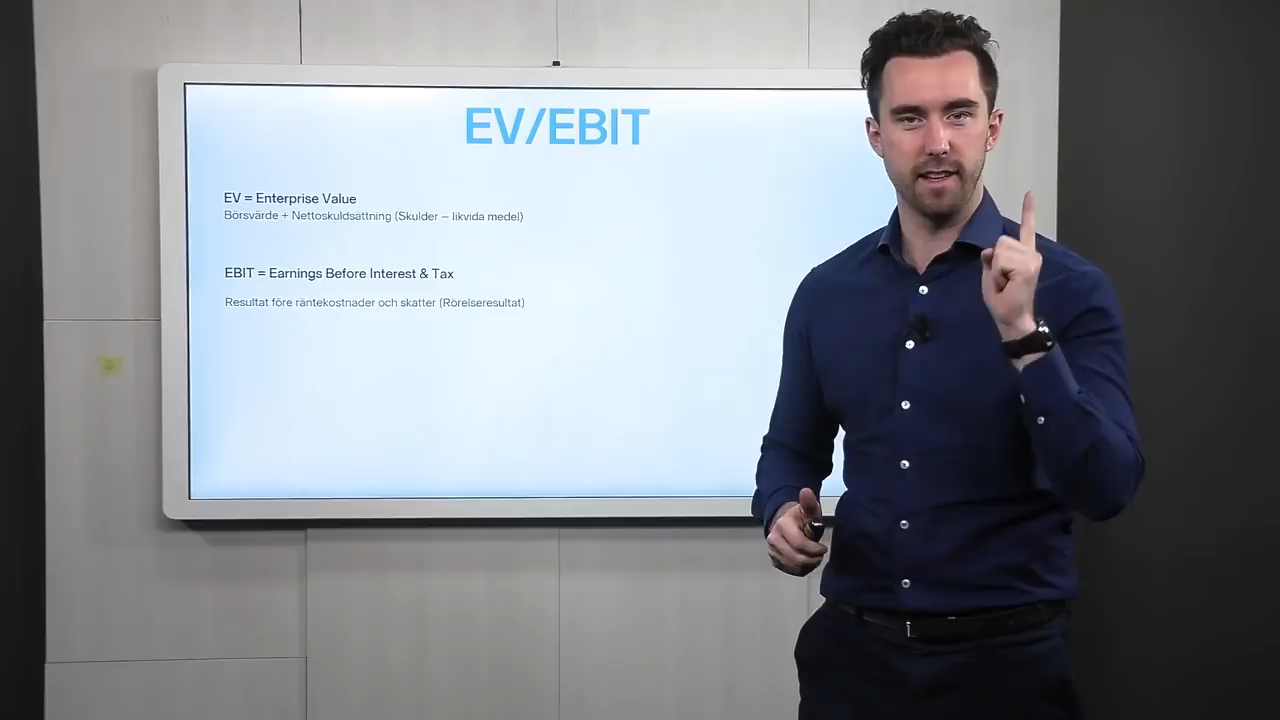 EV/EBIT
EV = Enterprise Value
Börsvärde + Nettoskuldsättning (Skulder – likvida medel)
EBIT = Earnings Before Interest & Tax
Resultat före räntekostnader och skatter (Rörelseresultat)